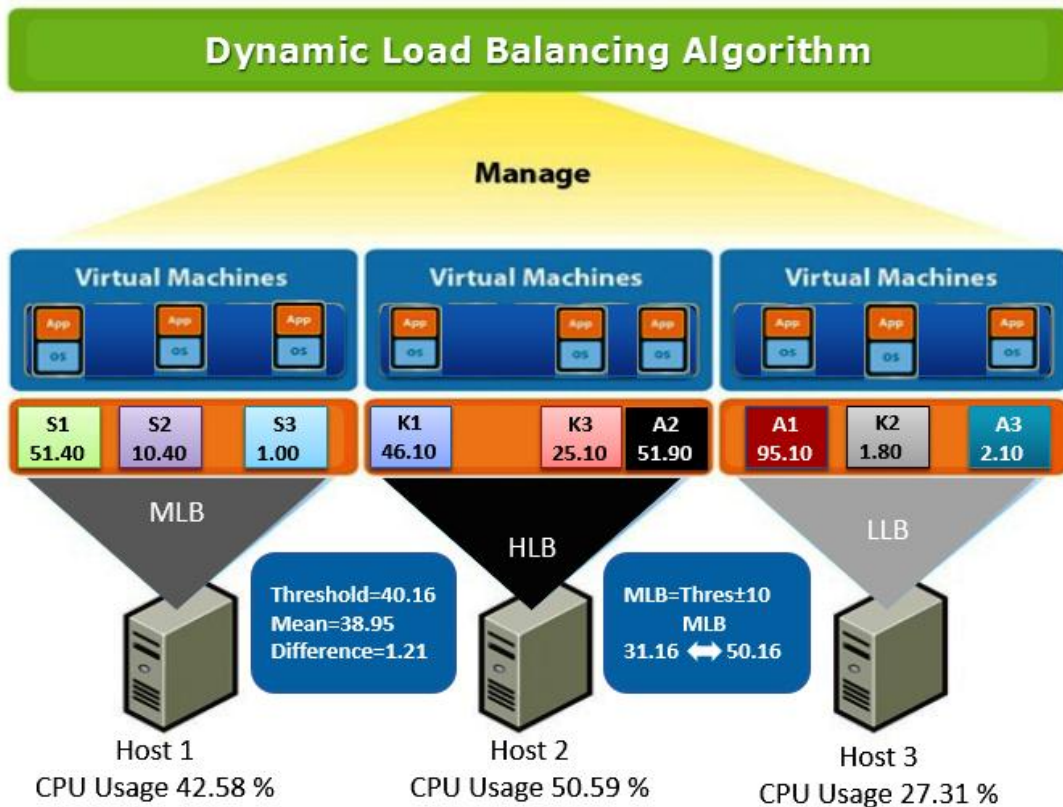 Dynamic Load Balancing Algorithm
Manage
Virtual Machines
App
OS
App
OS
App
OS
Virtual Machines
App
OS
App
OS
App
OS
Virtual Machines
App
OS
App
OS
App
OS
S1
51.40
S2
10.40
S3
1.00
K1
46.10
K3
25.10
A2
51.90
A1
95.10
K2
1.80
A3
2.10
MLB
HLB
LLB
Threshold=40.16
Mean=38.95
Difference=1.21
MLB=Thres±10
MLB
31.16 ⬌ 50.16
Host 1
CPU Usage 42.58 %
Host 2
CPU Usage 50.59 %
Host 3
CPU Usage 27.31 %